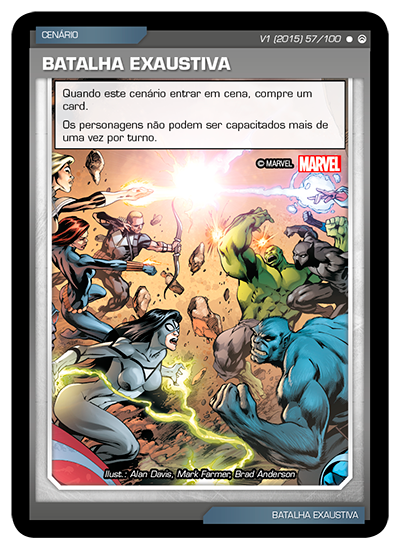 CENÁRIO
V1 (2015) 57/100
BATALHA EXAUSTIVA
Quando este cenário entrar em cena, compre um
card.
Os personagens não podem ser capacitados mais de
uma vez por turno.
© MARVEL MARVEL
Ilust.: Alan Davis, Mark Farmer, Brad Anderson
BATALHA EXAUSTIVA